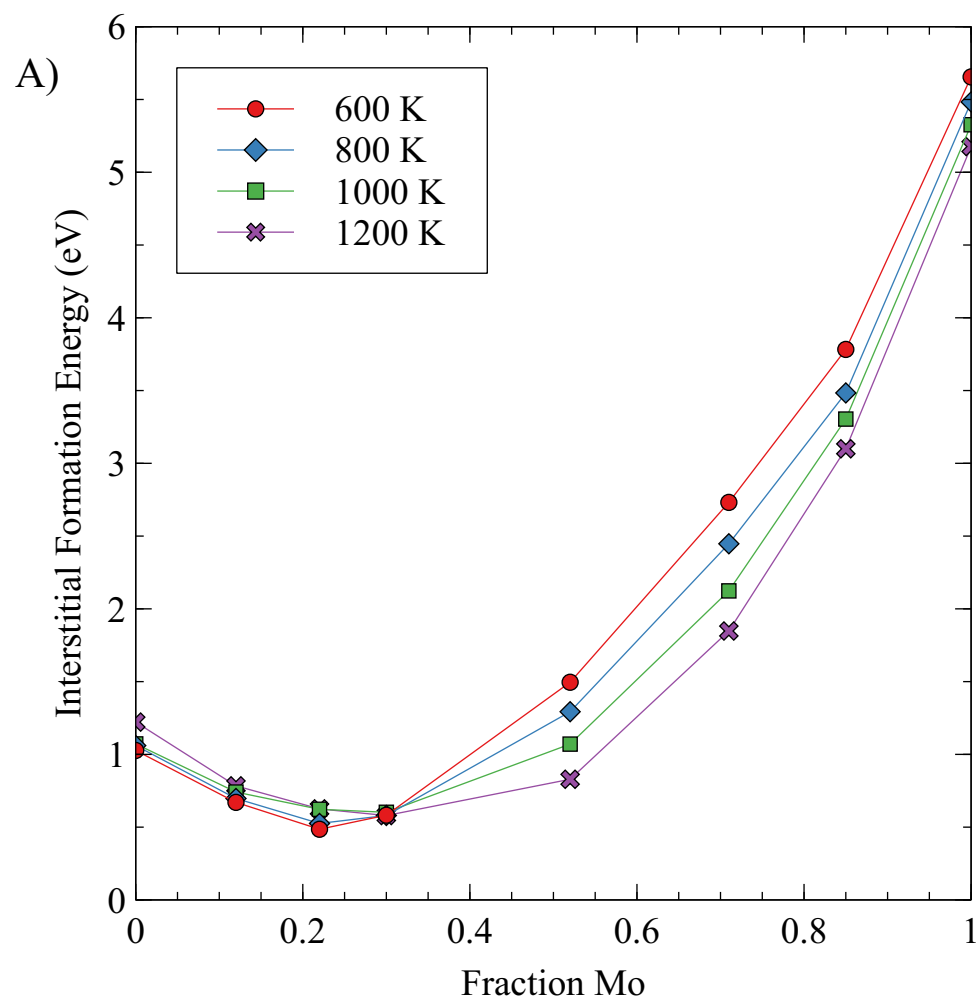 A)
600 K
800 K
1000 K
1200 K
Interstitial Formation Energy (eV)
6
5
4
3
2
1
0
0 0.2 0.4 0.6 0.8 1
Fraction Mo